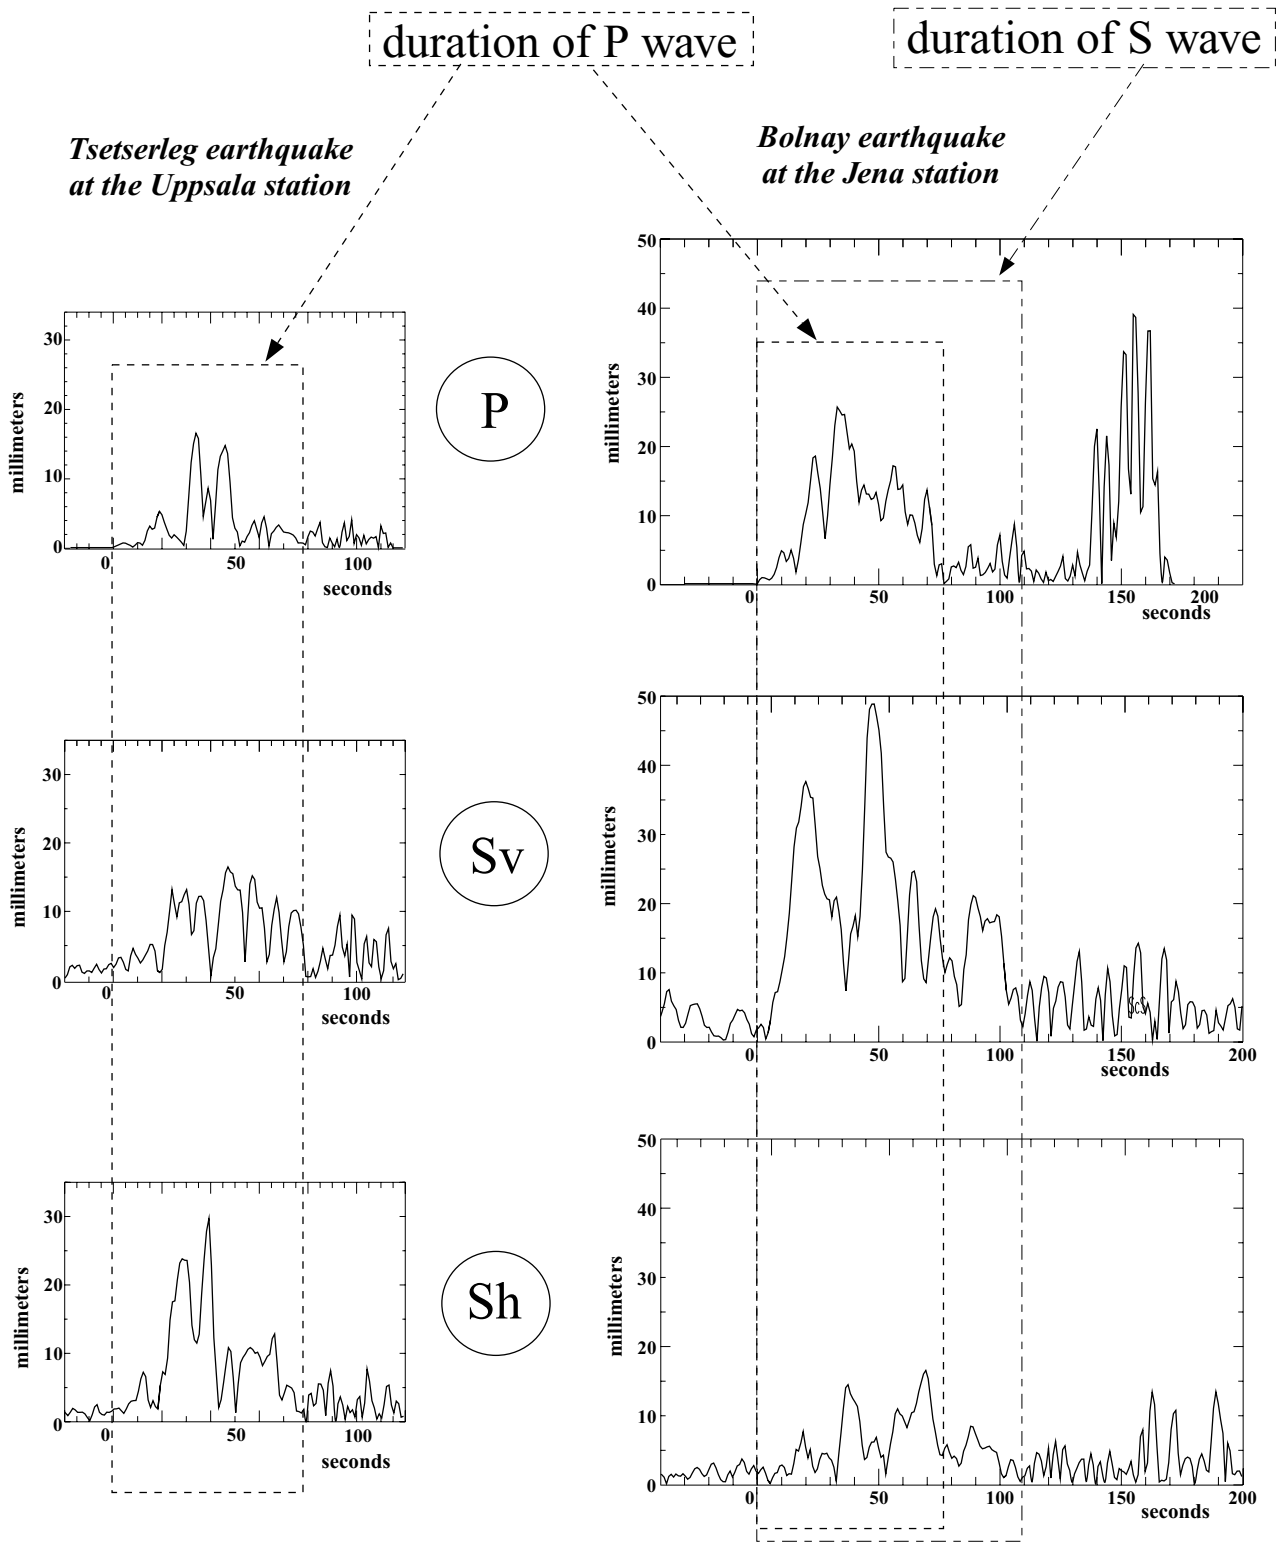 duration of P wave
duration of S wave
Tsetserleg earthquake
at the Uppsala station
Bolnay earthquake
at the Jena station
30
20
10
0
millimeters
0 50 100
seconds
P
50
40
30
20
10
0
millimeters
0 50 100 150 200
seconds
30
20
10
0
millimeters
0 50 100
seconds
Sv
50
40
30
20
10
0
millimeters
ScS
0 50 100 150 200
seconds
30
20
10
0
millimeters
0 50 100
seconds
Sh
50
40
30
20
10
0
millimeters
0 50 100 150 200
seconds